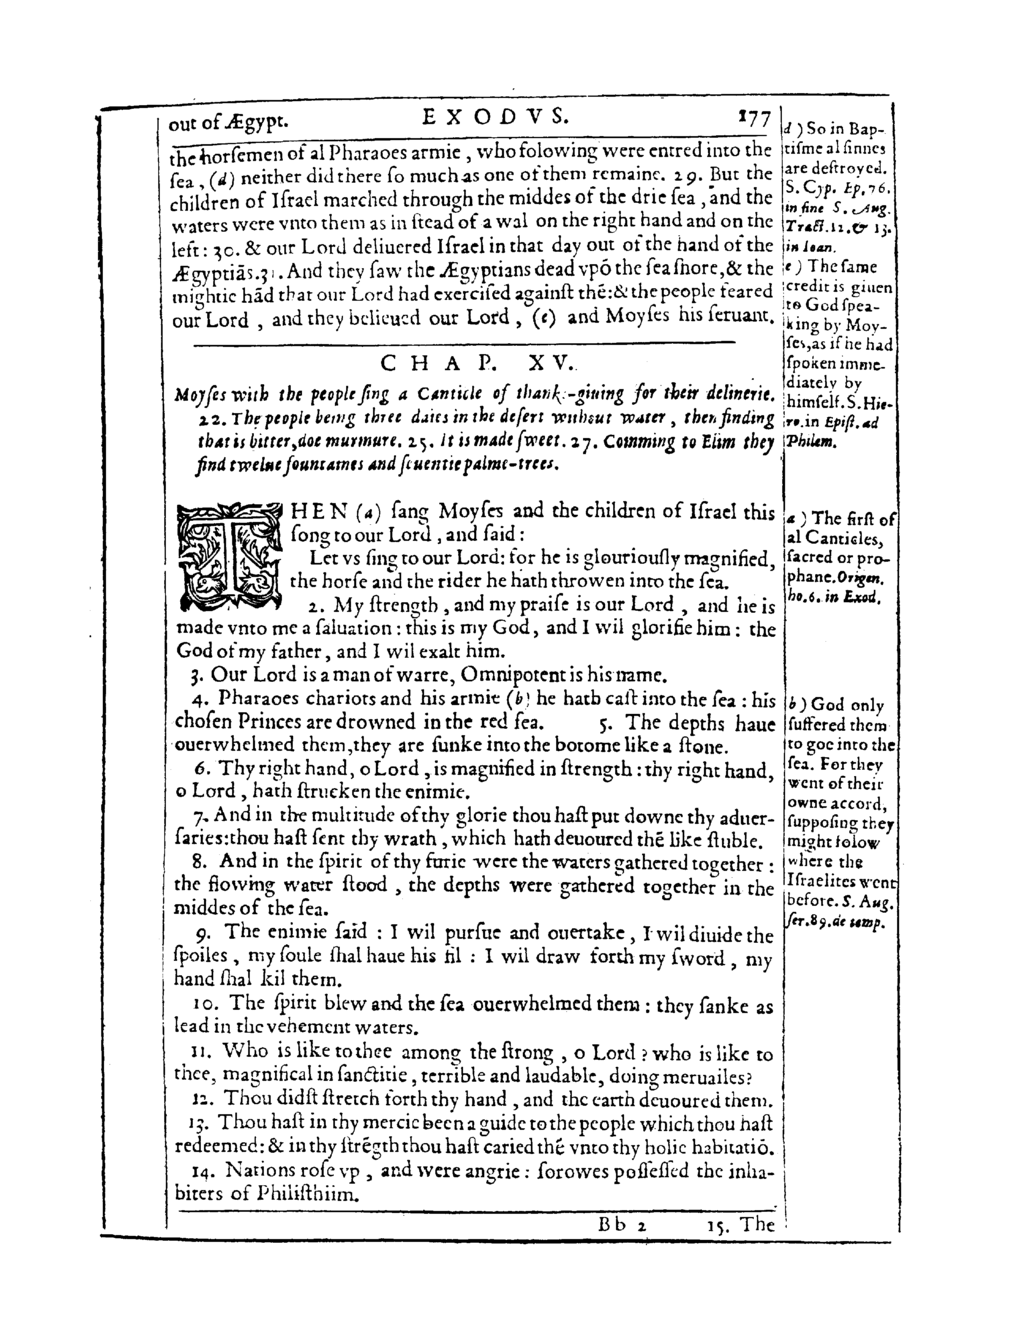 out of Ægypt. EXODVS. 177
the horſemen of al Pharaoes armie , who folowing were entred into the
ſea , (d) neither did there ſo much as one of them remaine. 29. But the
children of Iſrael marched through the middes of the drie ſea , and the
waters were vnto them as in ſtead of a wal on the right hand and on the
left : 30. & our Lord deliuered Iſrael in that day out of the hand of the
Ægyptiãs. 31. And they ſaw the Ægyptians dead vpõ the ſea ſhore, & the
mightie hãd that our Lord had exerciſed againſt thẽ: & the people feared
our Lord , and they belieued our Lord , (e) and Moyſes his ſeruant.
CHAP. XV.
Moyſes with the people ſing a Canticle of thank-giuing for their deliuerie.
22. The people being three daies in the deſert without water , then finding
that is bitter, doe murmure. 25. It is made ſweet. 27. Comming to Elim they
find twelue fountaines and ſeuentie palme-trees.
THEN (a) ſang Moyſes and the children of Iſrael this
ſong to our Lord , and ſaid :
Let vs ſing to our Lord: for he is glouriouſly magnified,
the horſe and the rider he hath throwen into the ſea.
2. My ſtrength , and my praiſe is our Lord , and he is
made vnto me a ſaluation : this is my God, and I wil glorifie him : the
God of my father, and I wil exalt him.
3. Our Lord is a man of warre, Omnipotent is his name.
4. Pharaoes chariots and his armie (b) he hath caſt into the ſea : his
choſen Princes are drowned in the red ſea. 5. The depths haue
ouerwhelmed them, they are ſunke into the botome like a ſtone.
6. Thy right hand, o Lord , is magnified in ſtrength : thy right hand,
o Lord , hath ſtrucken the enimie.
7. And in the multitude of thy glorie thou haſt put downe thy aduer-
ſaries: thou haſt ſent thy wrath , which hath deuoured thẽ like ſtuble.
8. And in the ſpirit of thy furie were the waters gathered together :
the flowing water ſtood , the depths were gathered together in the
middes of the ſea.
9. The enimie ſaid : I wil purſue and ouertake , I wil diuide the
ſpoiles , my ſoule ſhal haue his fil : I wil draw forth my ſword , my
hand ſhal kil them.
10. The ſpirit blew and the ſea ouerwhelmed them : they ſanke as
lead in the vehement waters.
11. Who is like to thee among the ſtrong , o Lord ? who is like to
thee, magnifical in ſanctitie , terrible and laudable, doing meruailes?
12. Thou didſt ſtretch forth thy hand , and the earth deuoured them.
13. Thou haſt in thy mercie been a guide to the people which thou haſt
redeemed: & in thy ſtrẽgth thou haſt caried thẽ vnto thy holie habitatiõ.
14. Nations roſe vp , and were angrie : ſorowes poſſeſſed the inha-
biters of Philiſthiim.
Bb 2 15. The
d ) So in Bap-
tiſme al ſinnes
are deſtroyed.
S. Cyp. Ep. 76.
in fine S. Aug.
Tract. 11. & 13.
in Ioan.
e ) The ſame
credit is giuen
to God ſpea-
king by Moy-
ſes, as if he had
ſpoken imme-
diately by
himſelf. S. Hie-
ro. in Epiſt. ad
Philem.
a ) The firſt of
al Canticles,
ſacred or pro-
phane. Origen.
ho. 6. in Exod.
b ) God only
ſuffered them
to goe into the
ſea. For they
went of their
owne accord,
ſuppoſing they
might folow
where the
Iſraelites went
before. S. Aug.
ſer. 89. de temp.